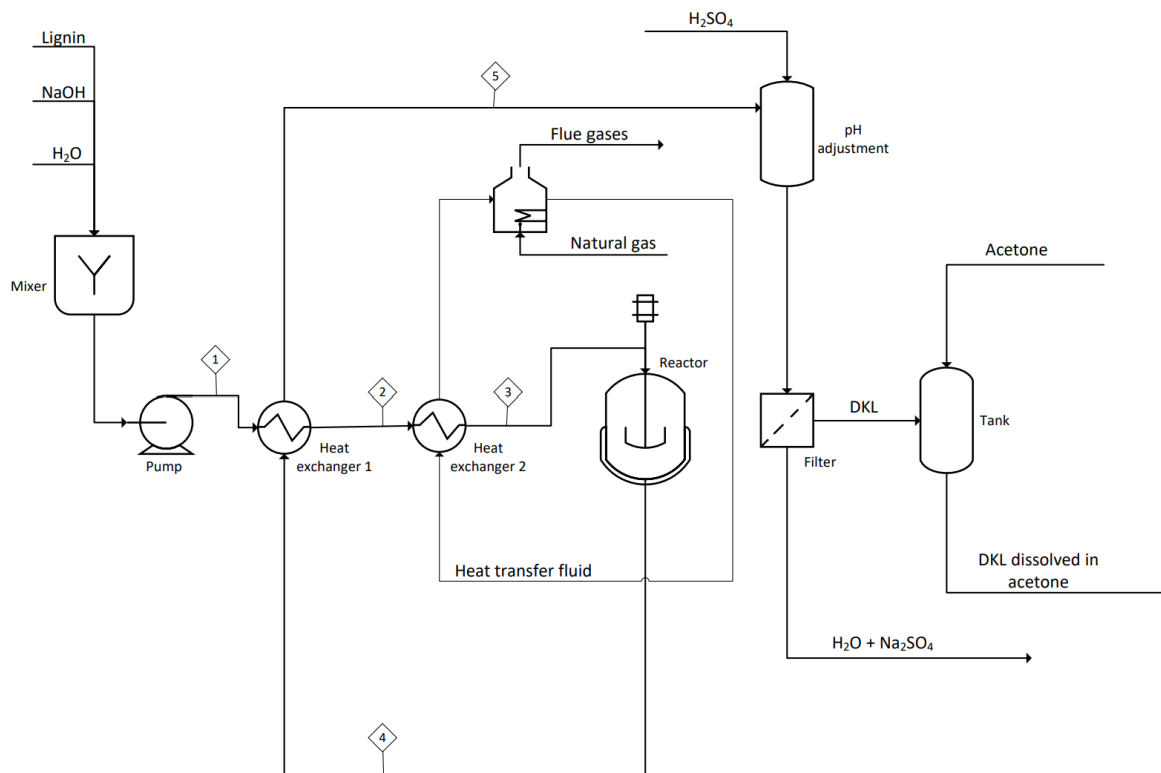 H₂SO₄
Lignin
5
NaOH
Flue gases
pH
adjustment
H₂O
Natural gas
Acetone
Mixer
Reactor
1
2
3
DKL
Tank
Heat
exchanger 1
Heat
exchanger 2
Pump
Filter
Heat transfer fluid
DKL dissolved in
acetone
H₂O + Na₂SO₄
4